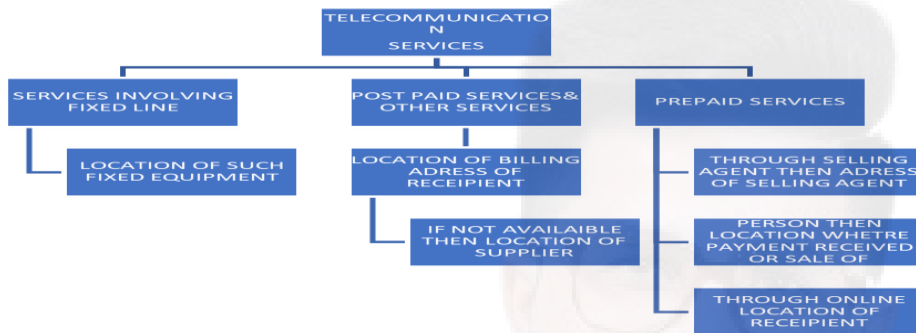 TELECOMMUNICATIO
N
SERVICES
SERVICES INVOLVING
FIXED LINE
POST PAID SERVICES&
OTHER SERVICES
PREPAID SERVICES
LOCATION OF SUCH
FIXED EQUIPMENT
LOCATION OF BILLING
ADRESS OF
RECEIPIENT
IF NOT AVAILAIBLE
THEN LOCATION OF
SUPPLIER
THROUGH SELLING
AGENT THEN ADRESS
OF SELLING AGENT
PERSON THEN
LOCATION WHETRE
PAYMENT RECEIVED
OR SALE OF
THROUGH ONLINE
LOCATION OF
RECEIPIENT